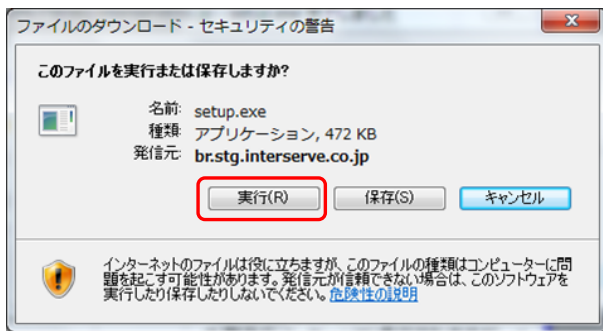 ファイルのダウンロード - セキュリティの警告
このファイルを実行または保存しますか?
名前: setup.exe
種類: アプリケーション, 472 KB
発信元: br.stg.interserve.co.jp
実行(R) 保存(S) キャンセル
インターネットのファイルは役に立ちますが、このファイルの種類はコンピューターに問
題を起こす可能性があります。発信元が信頼できない場合は、このソフトウェアを
実行したり保存したりしないでください。危険性の説明